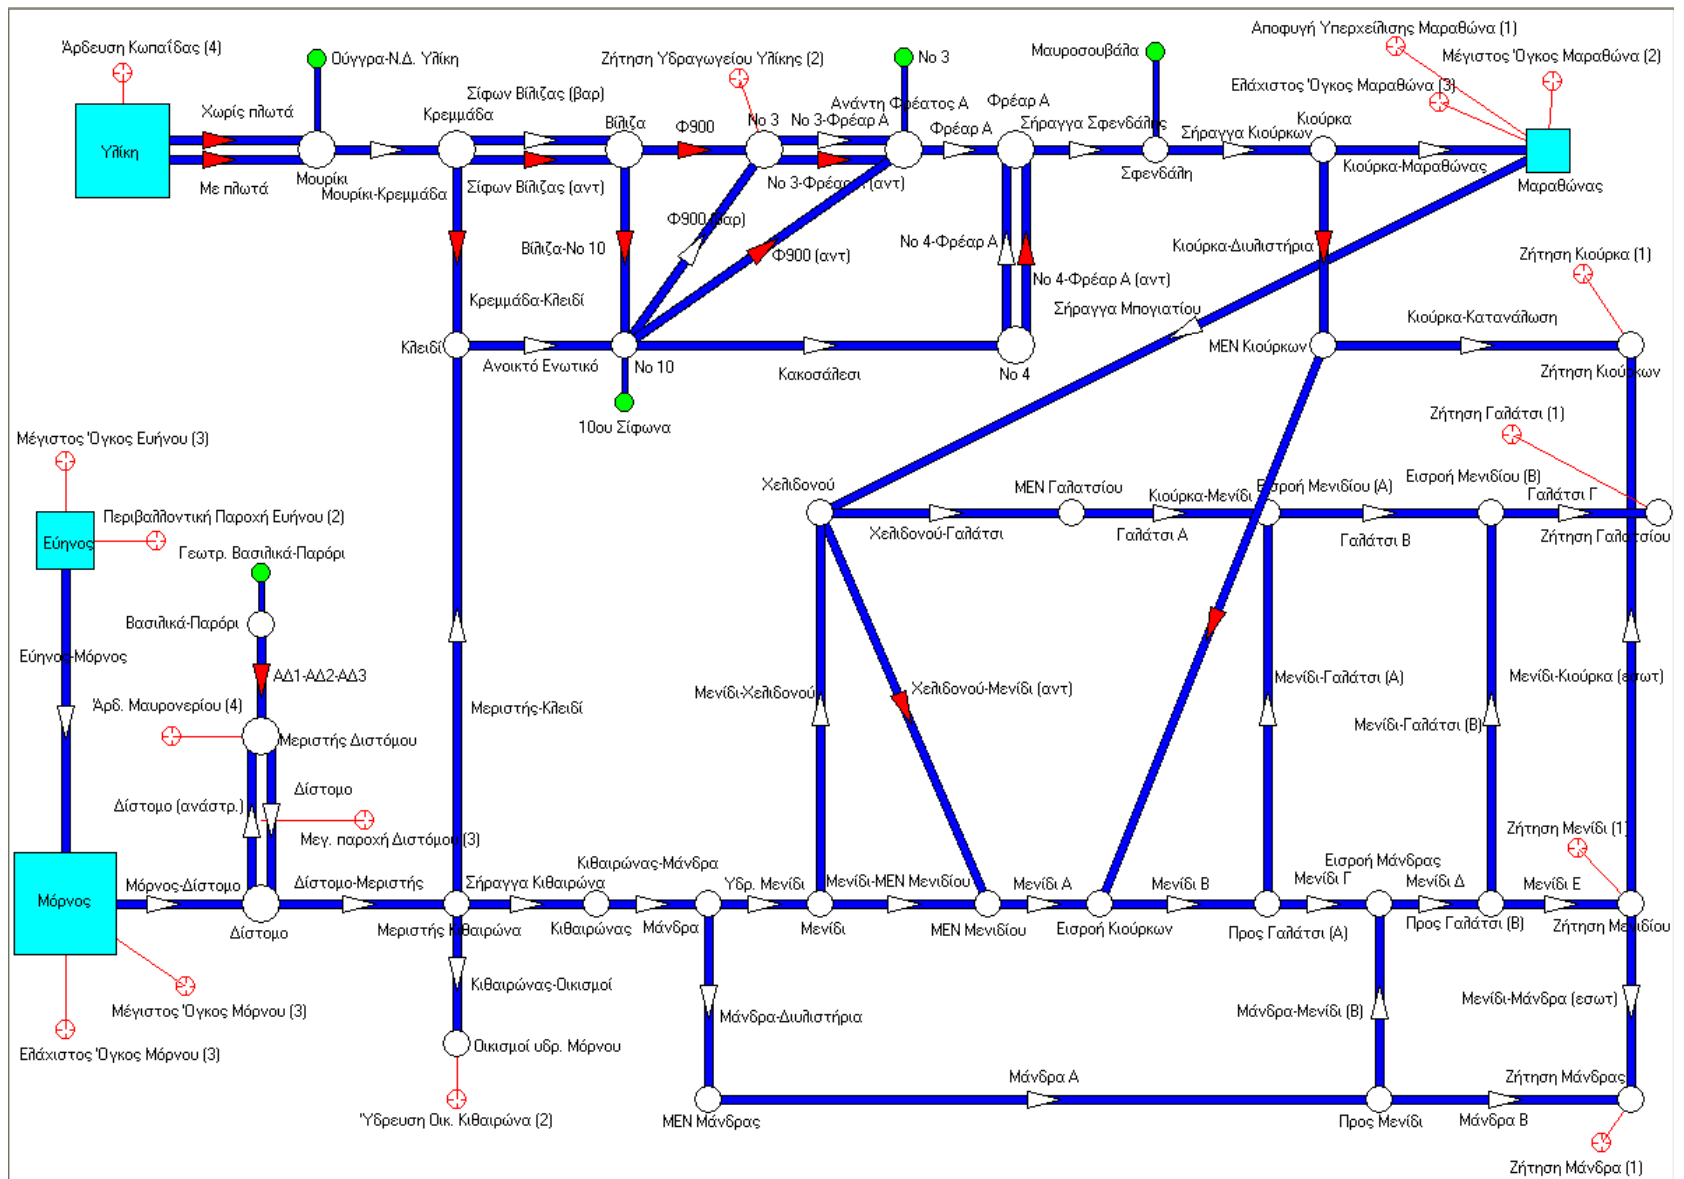 Άρδευση Κωπαΐδας (4)
Ούγγρα-Ν.Δ. Υλίκη
Ζήτηση Υδραγωγείου Υλίκης (2)
Νο 3
Μαυροσουβάλα
Αποφυγή Υπερχείλισης Μαραθώνα (1)
Μέγιστος Όγκος Μαραθώνα (2)
Ελάχιστος Όγκος Μαραθώνα (3)
Χωρίς πλωτά
Κρεμμάδα
Σίφων Βίλιζας (βαρ)
Βίλιζα
Φ900
Νο 3
Νο 3-Φρέαρ Α
Ανάντη Φρέατος Α
Φρέαρ Α
Φρέαρ Α
Σήραγγα Σφενδάλης
Σήραγγα Κιούρκων
Κιούρκα
Υλίκη
Με πλωτά
Μουρίκι
Μουρίκι-Κρεμμάδα
Σίφων Βίλιζας (αντ)
Νο 3-Φρέαρ Α (αντ)
Σφενδάλη
Κιούρκα-Μαραθώνας
Μαραθώνας
Φ900 (βαρ)
Βίλιζα-Νο 10
Φ900 (αντ)
Νο 4-Φρέαρ Α
Νο 4-Φρέαρ Α (αντ)
Κιούρκα-Διυλιστήρια
Ζήτηση Κιούρκα (1)
Κρεμμάδα-Κλειδί
Σήραγγα Μπογιατίου
Κιούρκα-Κατανάλωση
Κλειδί
Ανοικτό Ενωτικό
Νο 10
Κακοσάλεσι
Νο 4
ΜΕΝ Κιούρκων
Ζήτηση Κιούρκων
10ου Σίφωνα
Ζήτηση Γαλάτσι (1)
Μέγιστος Όγκος Ευήνου (3)
Χελιδονού
ΜΕΝ Γαλατσίου
Κιούρκα-Μενίδι
Εισροή Μενιδίου (Α)
Εισροή Μενιδίου (Β)
Γαλάτσι Γ
Περιβαλλοντική Παροχή Ευήνου (2)
Εύηνος
Γεωτρ. Βασιλικά-Παρόρι
Χελιδονού-Γαλάτσι
Γαλάτσι Α
Γαλάτσι Β
Ζήτηση Γαλατσίου
Βασιλικά-Παρόρι
Εύηνος-Μόρνος
ΑΔ1-ΑΔ2-ΑΔ3
Άρδ. Μαυρονερίου (4)
Μεριστής Διστόμου
Μεριστής-Κλειδί
Μενίδι-Χελιδονού
Χελιδονού-Μενίδι (αντ)
Μενίδι-Γαλάτσι (Α)
Μενίδι-Γαλάτσι (Β)
Μενίδι-Κιούρκα (εσωτ)
Δίστομο (ανάστρ.)
Δίστομο
Μεγ. παροχή Διστόμου (3)
Ζήτηση Μενίδι (1)
Μόρνος
Μόρνος-Δίστομο
Δίστομο-Μεριστής
Σήραγγα Κιθαιρώνα
Κιθαιρώνας-Μάνδρα
Υδρ. Μενίδι
Μενίδι-ΜΕΝ Μενιδίου
Μενίδι Α
Μενίδι Β
Μενίδι Γ
Εισροή Μάνδρας
Μενίδι Δ
Μενίδι Ε
Δίστομο
Μεριστής Κιθαιρώνα
Κιθαιρώνας
Μάνδρα
Μενίδι
ΜΕΝ Μενιδίου
Εισροή Κιούρκων
Προς Γαλάτσι (Α)
Προς Γαλάτσι (Β)
Ζήτηση Μενιδίου
Μέγιστος Όγκος Μόρνου (3)
Ελάχιστος Όγκος Μόρνου (3)
Κιθαιρώνας-Οικισμοί
Οικισμοί υδρ. Μόρνου
Μάνδρα-Διυλιστήρια
Μάνδρα-Μενίδι (Β)
Μενίδι-Μάνδρα (εσωτ)
Μάνδρα Α
Ζήτηση Μάνδρας
Ύδρευση Οικ. Κιθαιρώνα (2)
ΜΕΝ Μάνδρας
Προς Μενίδι
Μάνδρα Β
Ζήτηση Μάνδρα (1)